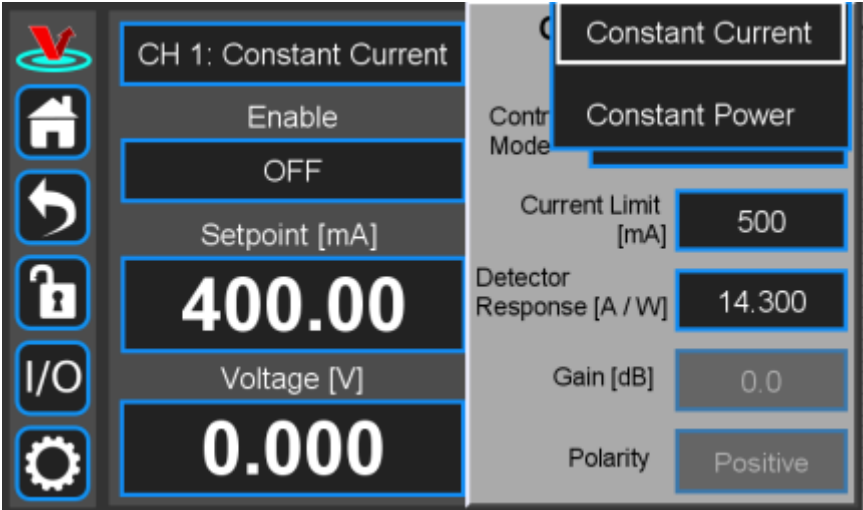 CH 1: Constant Current
Enable
OFF
Setpoint [mA]
400.00
Voltage [V]
0.000
I/O
Constant Current
Constant Power
Mode
Current Limit
[mA]
500
Detector
Response [A / W]
14.300
Gain [dB]
0.0
Polarity
Positive